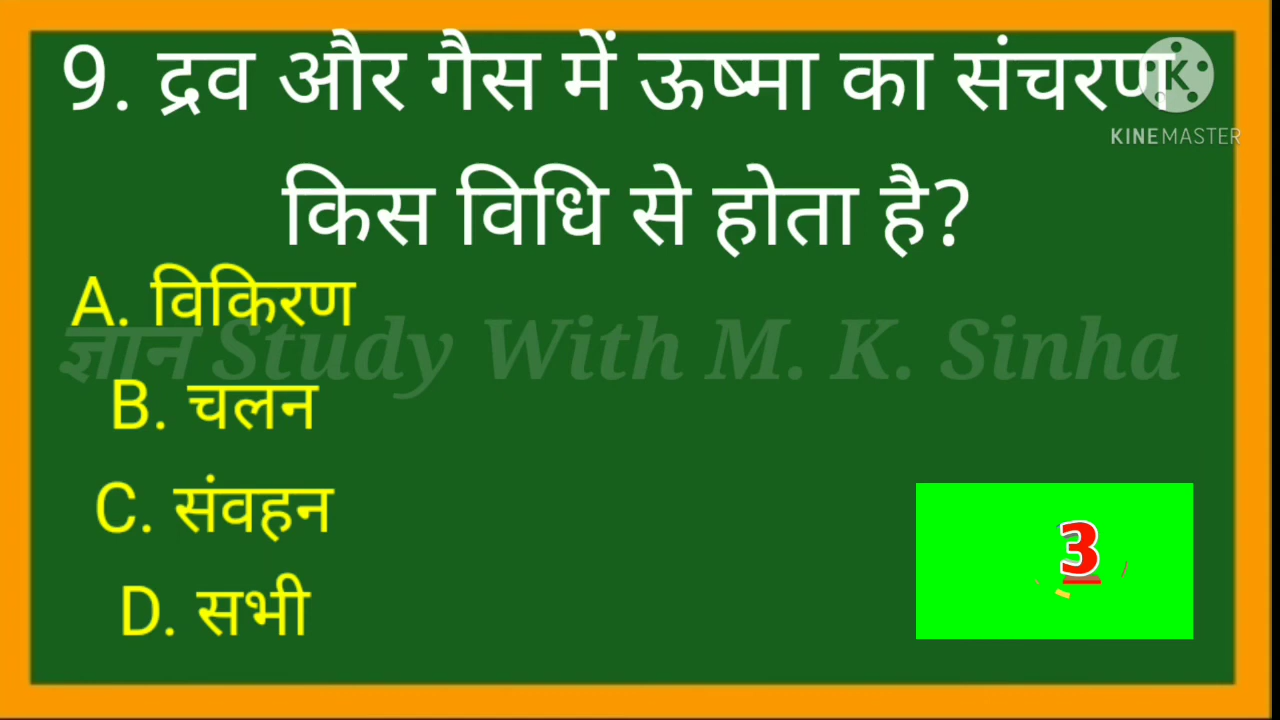 9. द्रव और गैस में ऊष्मा का संचरण
K
KINEMASTER
किस विधि से होता है?
A. विकिरण
ज्ञान Study With M. K. Sinha
B. चलन
C. संवहन
D. सभी
3